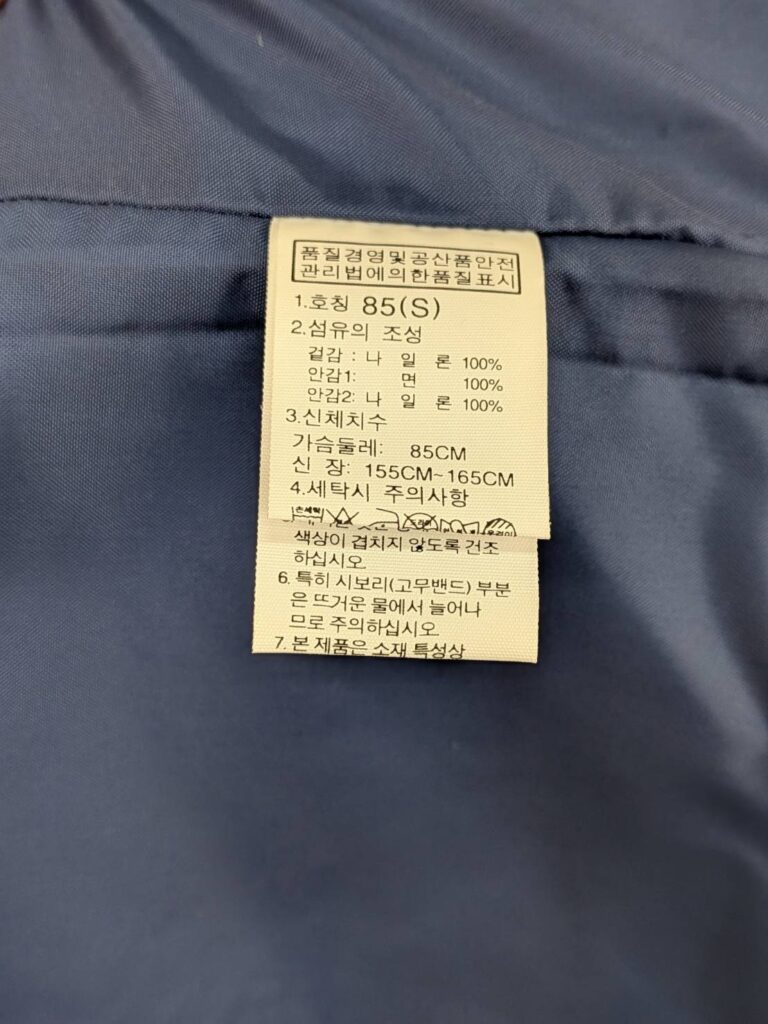 품질경영및공산품안전
관리법에의한품질표시
1.호칭 85(S)
2.섬유의 조성
겉감 : 나 일 론 100%
안감1: 면 100%
안감2: 나 일 론 100%
3.신체치수
가슴둘레: 85CM
신 장: 155CM~165CM
4.세탁시 주의사항
손세탁
색상이 겹치지 않도록 건조
하십시오.
6. 특히 시보리(고무밴드) 부분
은 뜨거운 물에서 늘어나
므로 주의하십시오.
7. 본 제품은 소재 특성상